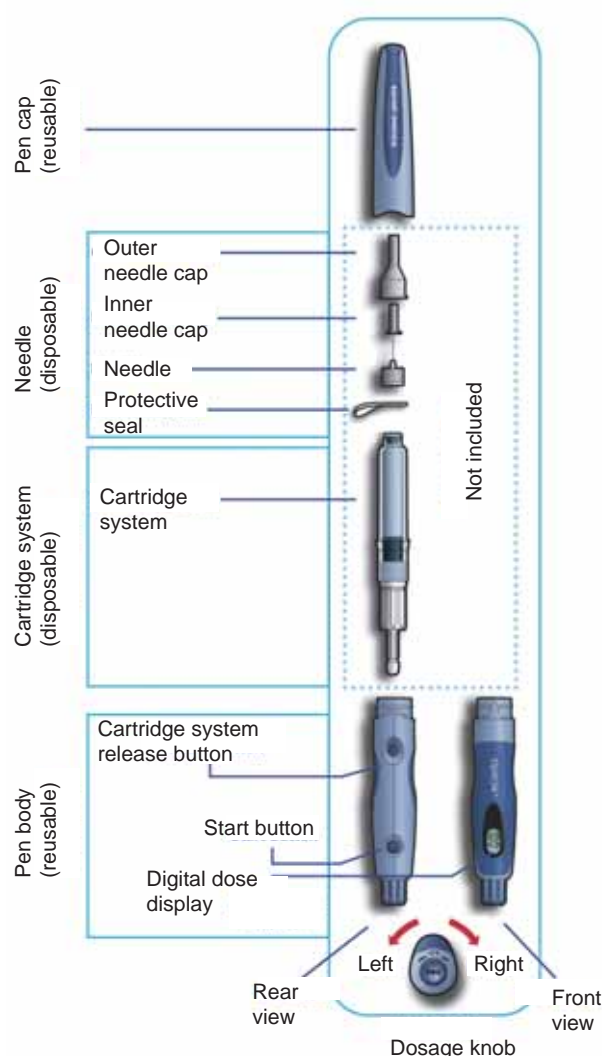 Pen cap
(reusable)
Outer
needle cap
Inner
needle cap
Needle
Protective
seal
Needle
(disposable)
Not included
Cartridge
system
Cartridge system
(disposable)
Cartridge system
release button
Start button
Digital dose
display
Pen body
(reusable)
Left
Right
Rear
view
Front
view
Dosage knob